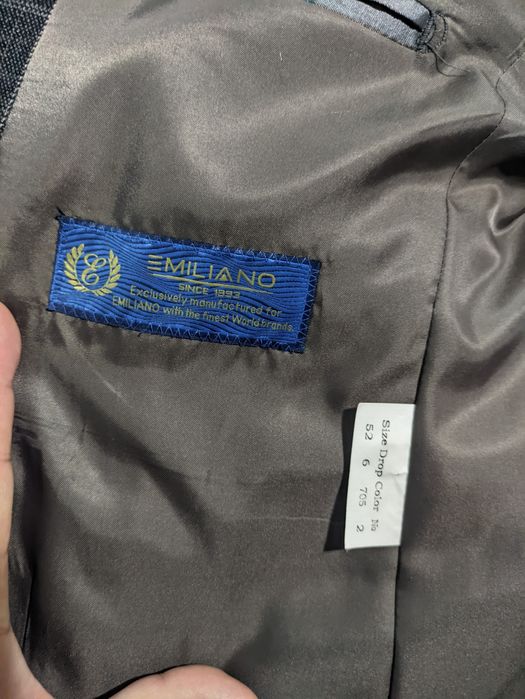 E
EMILIANO
SINCE 1893
Exclusively manufactured for
EMILIANO with the finest World brands.
Size Drop Color No
52 6 705 2